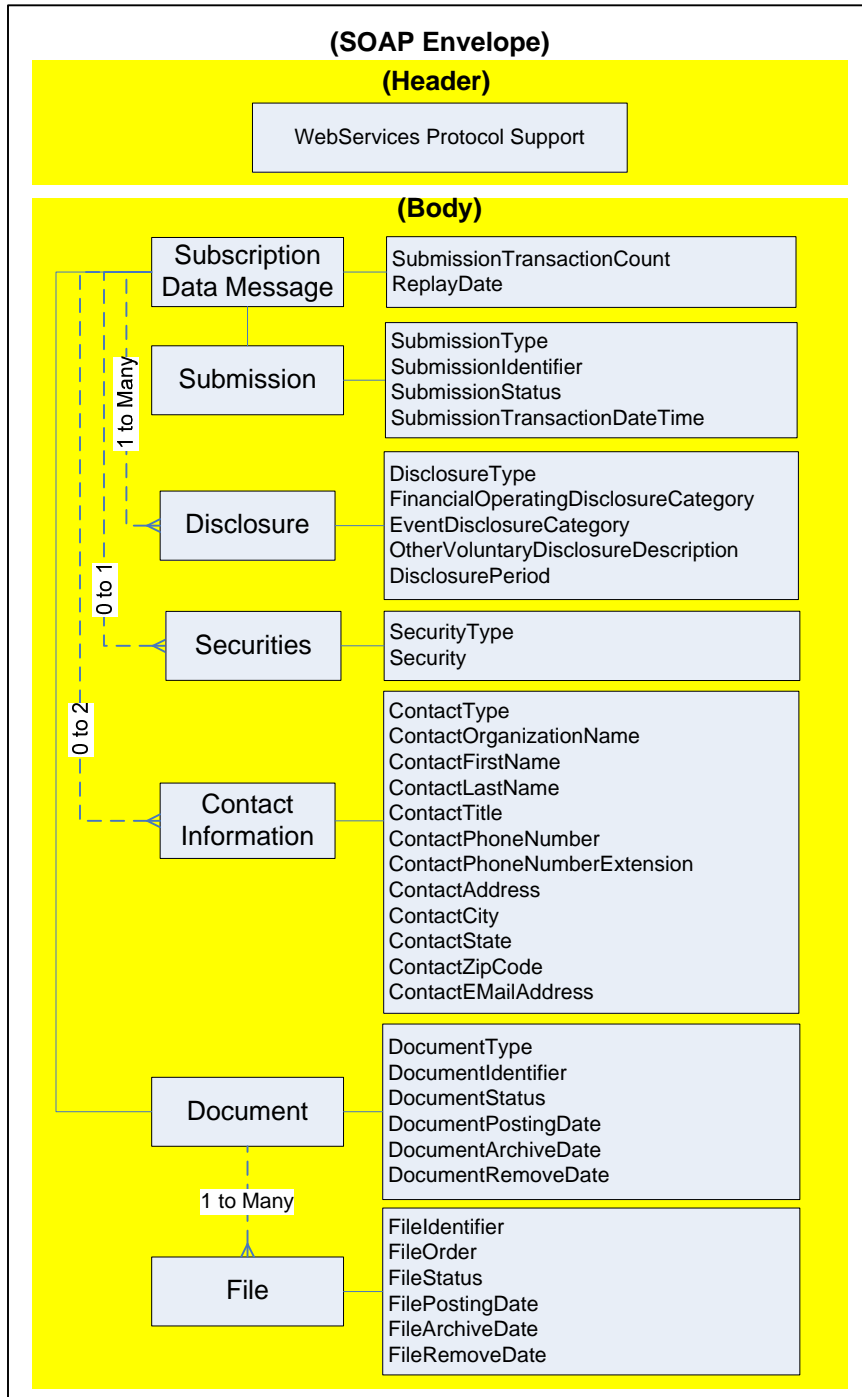 (SOAP Envelope)
(Header)
WebServices Protocol Support
(Body)
Subscription
Data Message
SubmissionTransactionCount
ReplayDate
Submission
SubmissionType
SubmissionIdentifier
SubmissionStatus
SubmissionTransactionDateTime
1 to Many
Disclosure
DisclosureType
FinancialOperatingDisclosureCategory
EventDisclosureCategory
OtherVoluntaryDisclosureDescription
DisclosurePeriod
0 to 1
Securities
SecurityType
Security
0 to 2
Contact
Information
ContactType
ContactOrganizationName
ContactFirstName
ContactLastName
ContactTitle
ContactPhoneNumber
ContactPhoneNumberExtension
ContactAddress
ContactCity
ContactState
ContactZipCode
ContactEMailAddress
Document
DocumentType
DocumentIdentifier
DocumentStatus
DocumentPostingDate
DocumentArchiveDate
DocumentRemoveDate
1 to Many
File
FileIdentifier
FileOrder
FileStatus
FilePostingDate
FileArchiveDate
FileRemoveDate